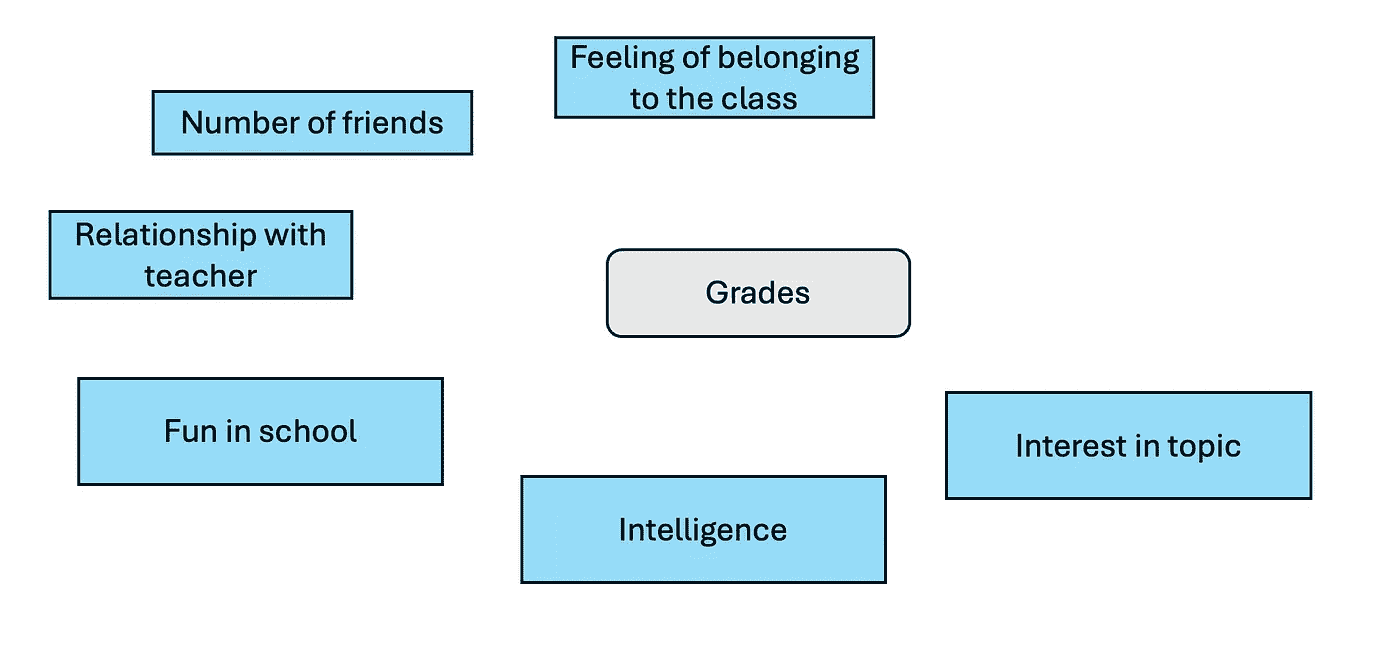 Feeling of belonging
to the class
Number of friends
Relationship with
teacher
Grades
Fun in school
Interest in topic
Intelligence